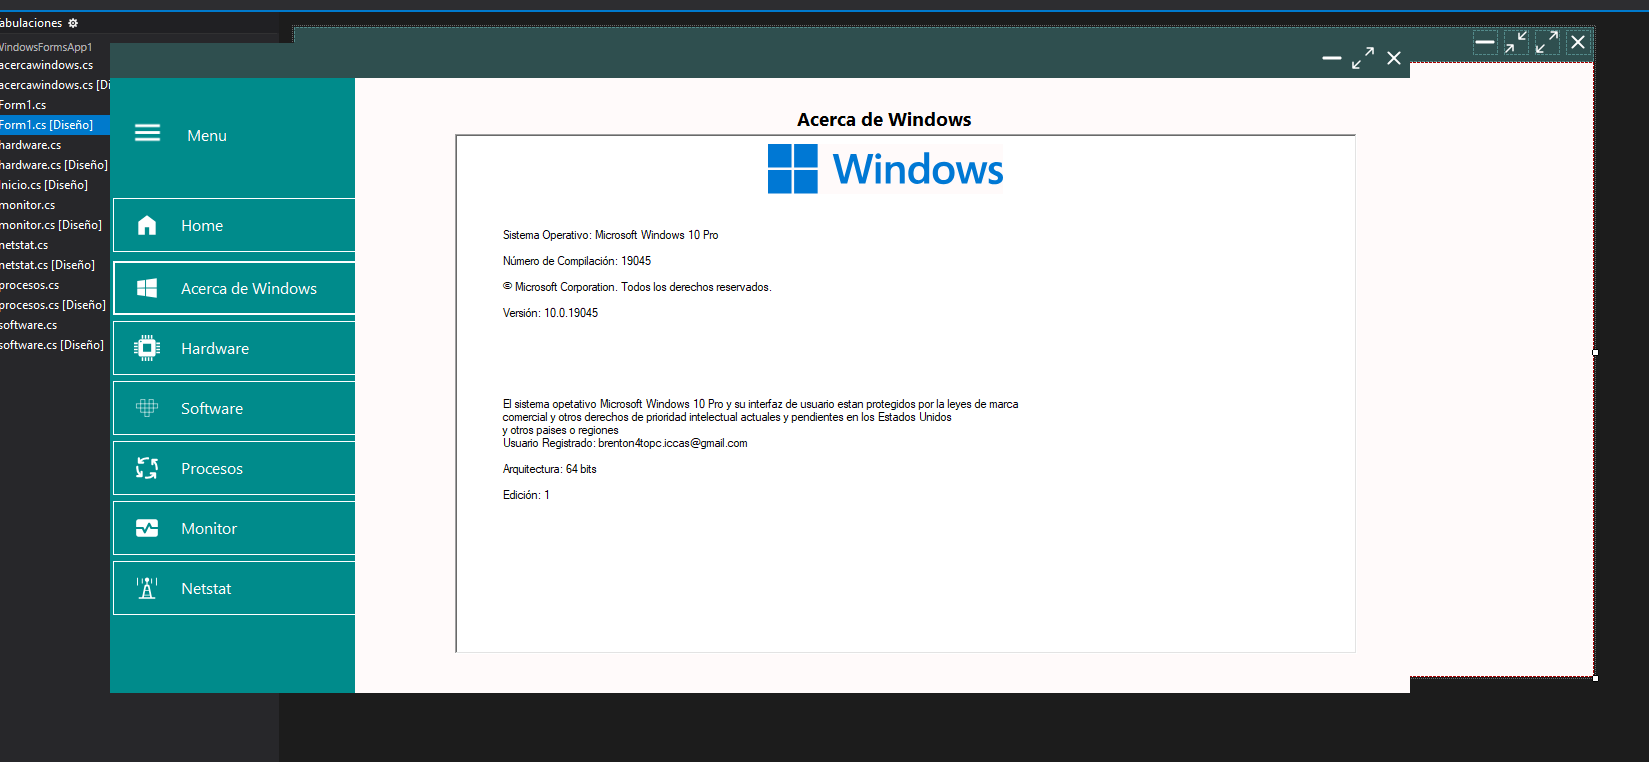 abulaciones
WindowsFormsApp1
acercawindows.cs
acercawindows.cs [Di
Form1.cs
Form1.cs [Diseño]
hardware.cs
hardware.cs [Diseño]
Inicio.cs [Diseño]
monitor.cs
monitor.cs [Diseño]
netstat.cs
netstat.cs [Diseño]
procesos.cs
procesos.cs [Diseño]
software.cs
software.cs [Diseño]
Menu
Home
Acerca de Windows
Hardware
Software
Procesos
Monitor
Netstat
Acerca de Windows
Windows
Sistema Operativo: Microsoft Windows 10 Pro
Número de Compilación: 19045
© Microsoft Corporation. Todos los derechos reservados.
Versión: 10.0.19045
El sistema opetativo Microsoft Windows 10 Pro y su interfaz de usuario estan protegidos por la leyes de marca
comercial y otros derechos de prioridad intelectual actuales y pendientes en los Estados Unidos
y otros paises o regiones
Usuario Registrado: brenton4topc.iccas@gmail.com
Arquitectura: 64 bits
Edición: 1